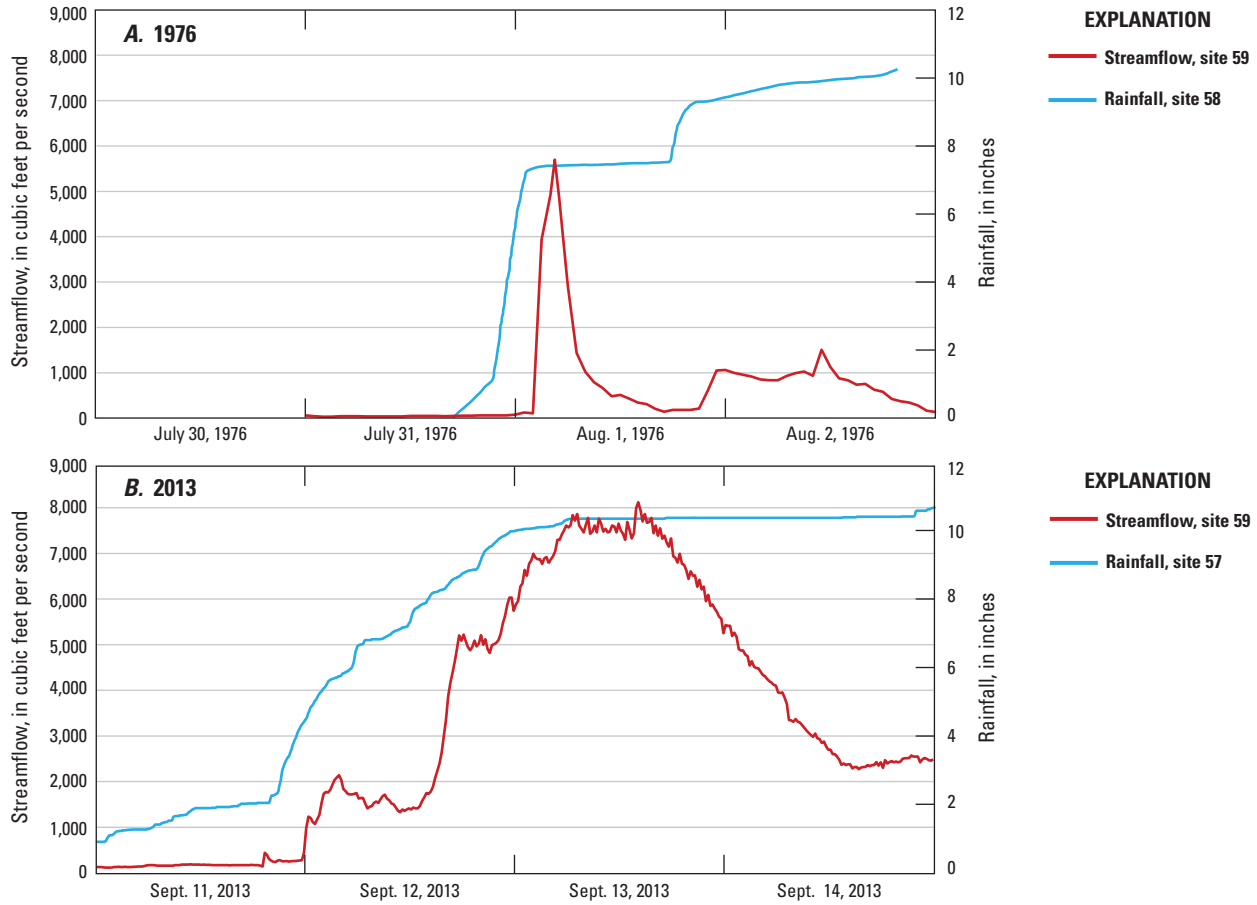 A. 1976
Streamflow, in cubic feet per second
9,000
8,000
7,000
6,000
5,000
4,000
3,000
2,000
1,000
0
12
10
8
6
4
2
0
Rainfall, in inches
July 30, 1976
July 31, 1976
Aug. 1, 1976
Aug. 2, 1976
EXPLANATION
Streamflow, site 59
Rainfall, site 58
B. 2013
Streamflow, in cubic feet per second
9,000
8,000
7,000
6,000
5,000
4,000
3,000
2,000
1,000
0
12
10
8
6
4
2
0
Rainfall, in inches
Sept. 11, 2013
Sept. 12, 2013
Sept. 13, 2013
Sept. 14, 2013
EXPLANATION
Streamflow, site 59
Rainfall, site 57